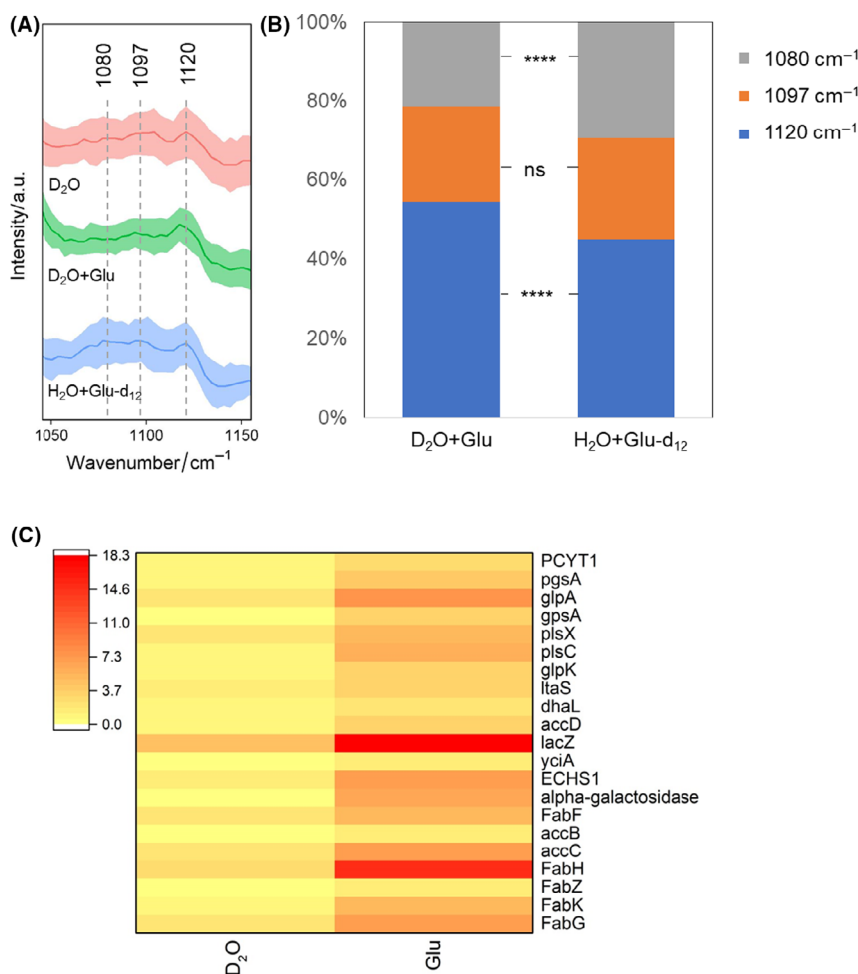 (A)
1080
1097
1120
Intensity/a.u.
D₂O
D₂O+Glu
H₂O+Glu-d₁₂
1050
1100
1150
Wavenumber/cm⁻¹
(B)
100%
80%
60%
40%
20%
0%
****
ns
****
D₂O+Glu
H₂O+Glu-d₁₂
1080 cm⁻¹
1097 cm⁻¹
1120 cm⁻¹
(C)
18.3
14.6
11.0
7.3
3.7
0.0
PCYT1
pgsA
glpA
gpsA
plsX
plsC
glpK
ltaS
dhaL
accD
lacZ
yciA
ECHS1
alpha-galactosidase
FabF
accB
accC
FabH
FabZ
FabK
FabG
D₂O
Glu